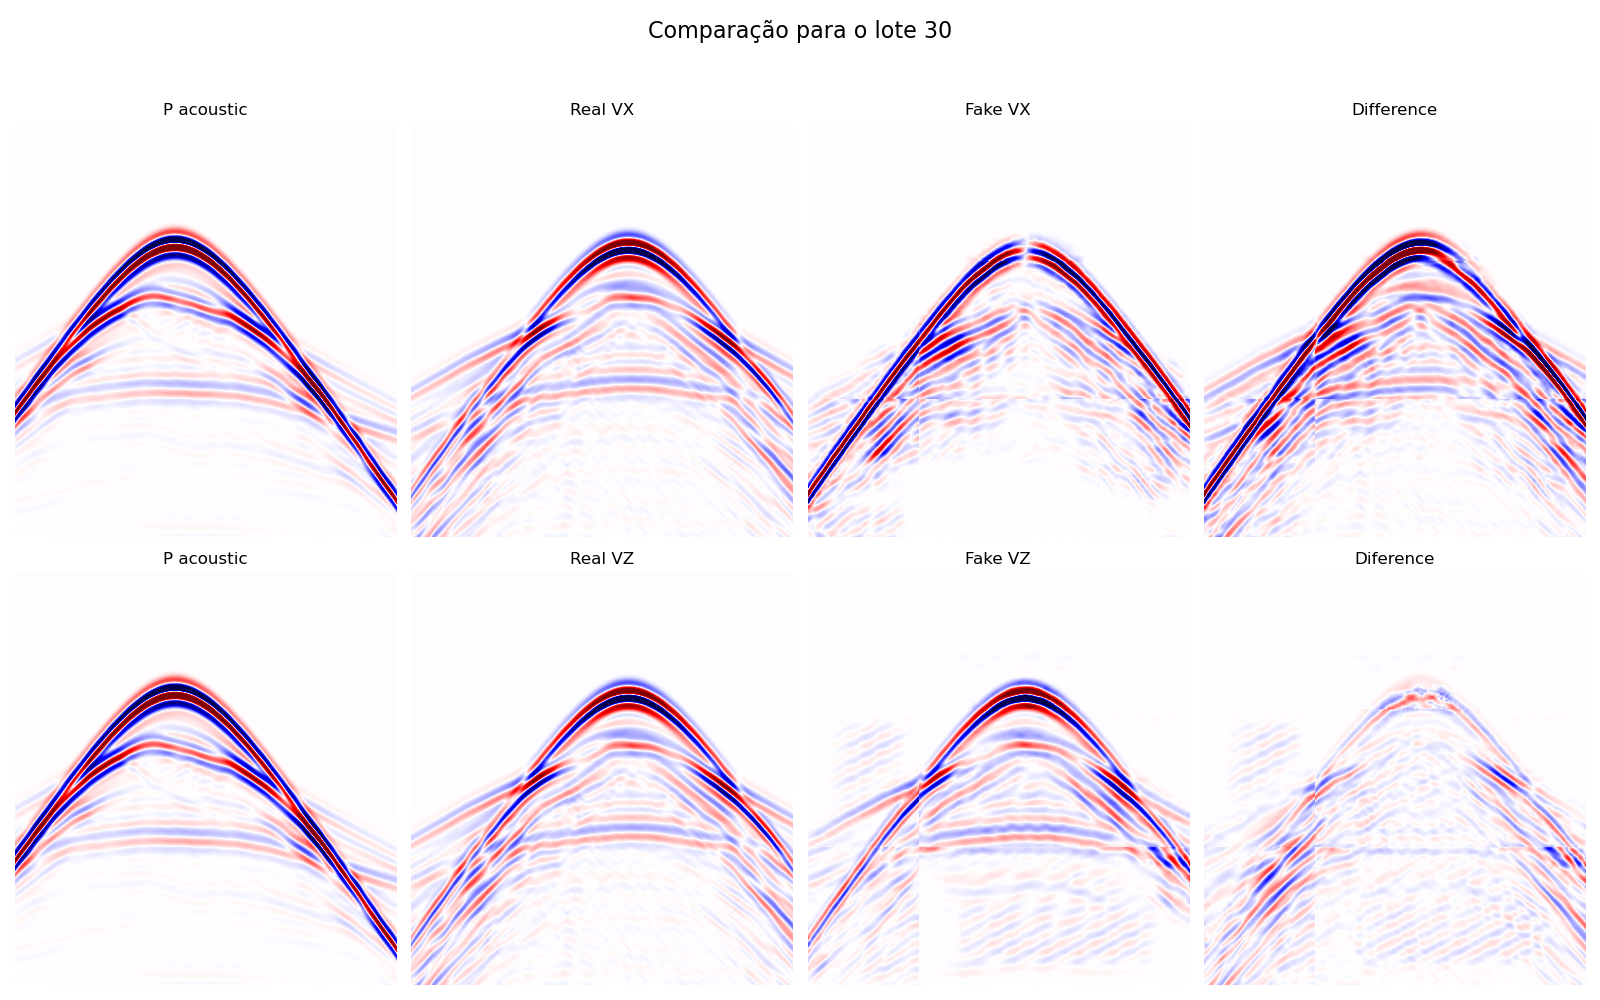 Comparação para o lote 30
P acoustic
Real VX
Fake VX
Difference
P acoustic
Real VZ
Fake VZ
Diference